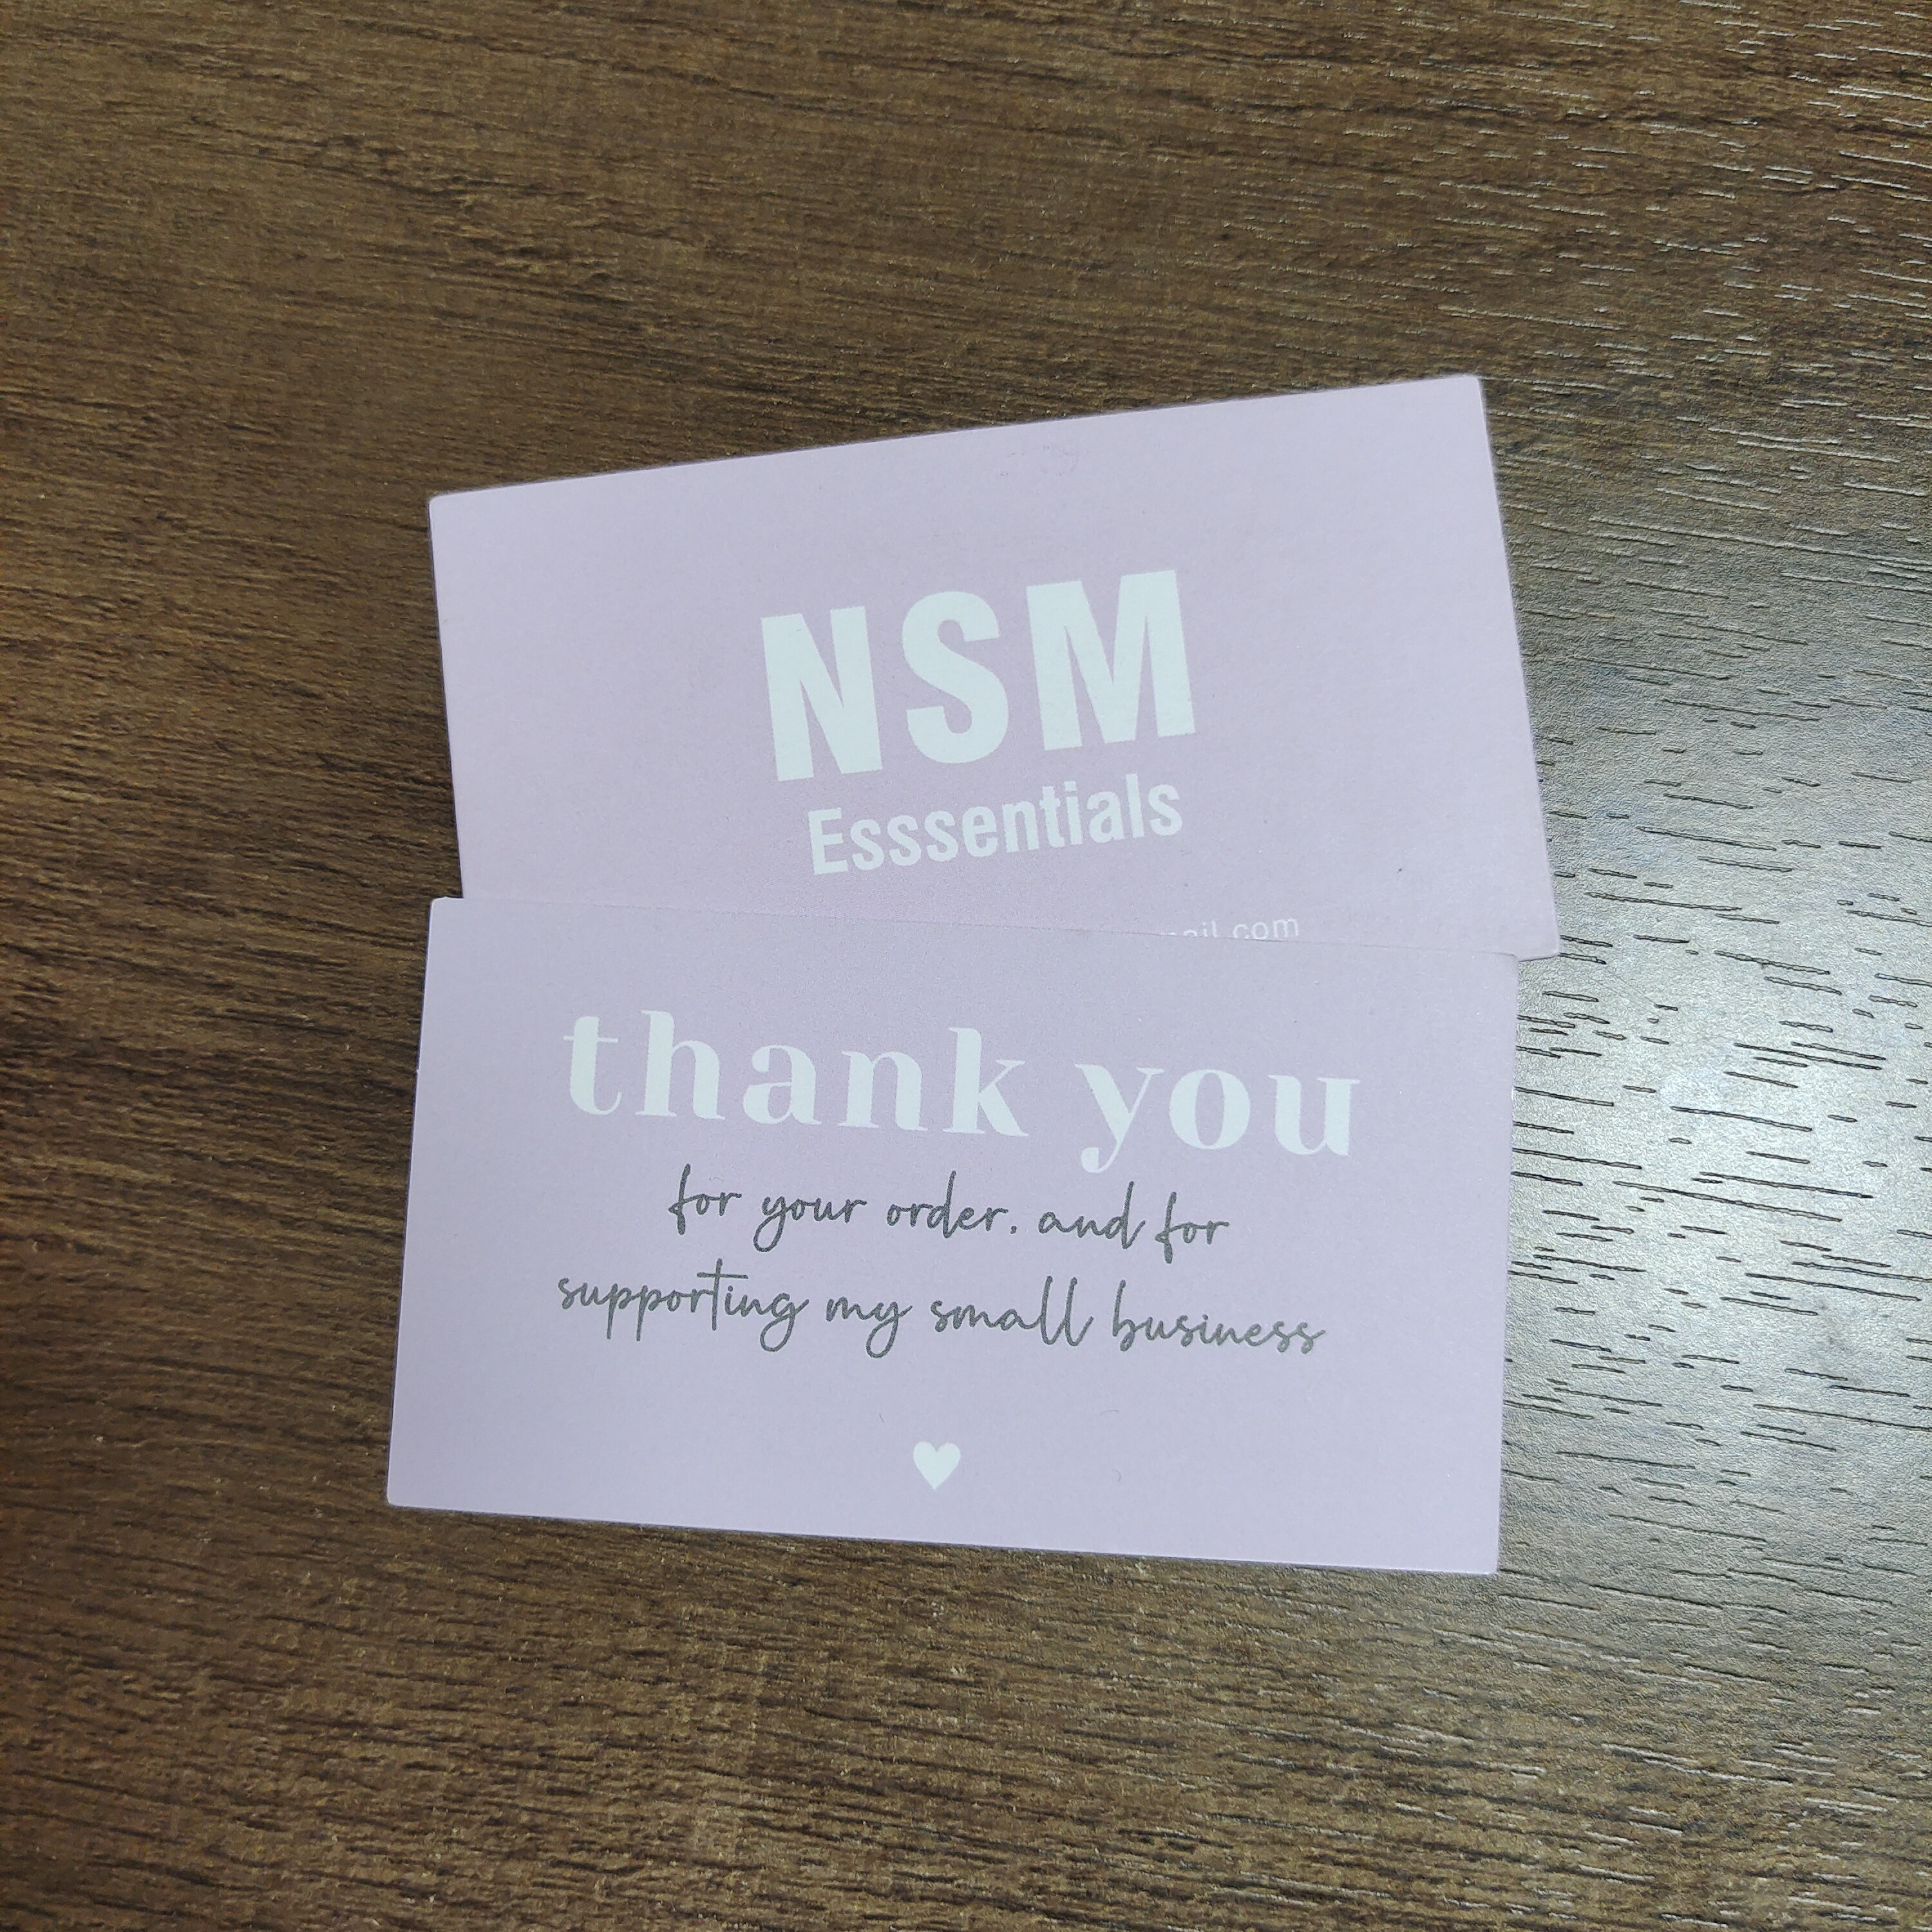 NSM
Esssentials
thank you
for your order. and for
supporting my small business